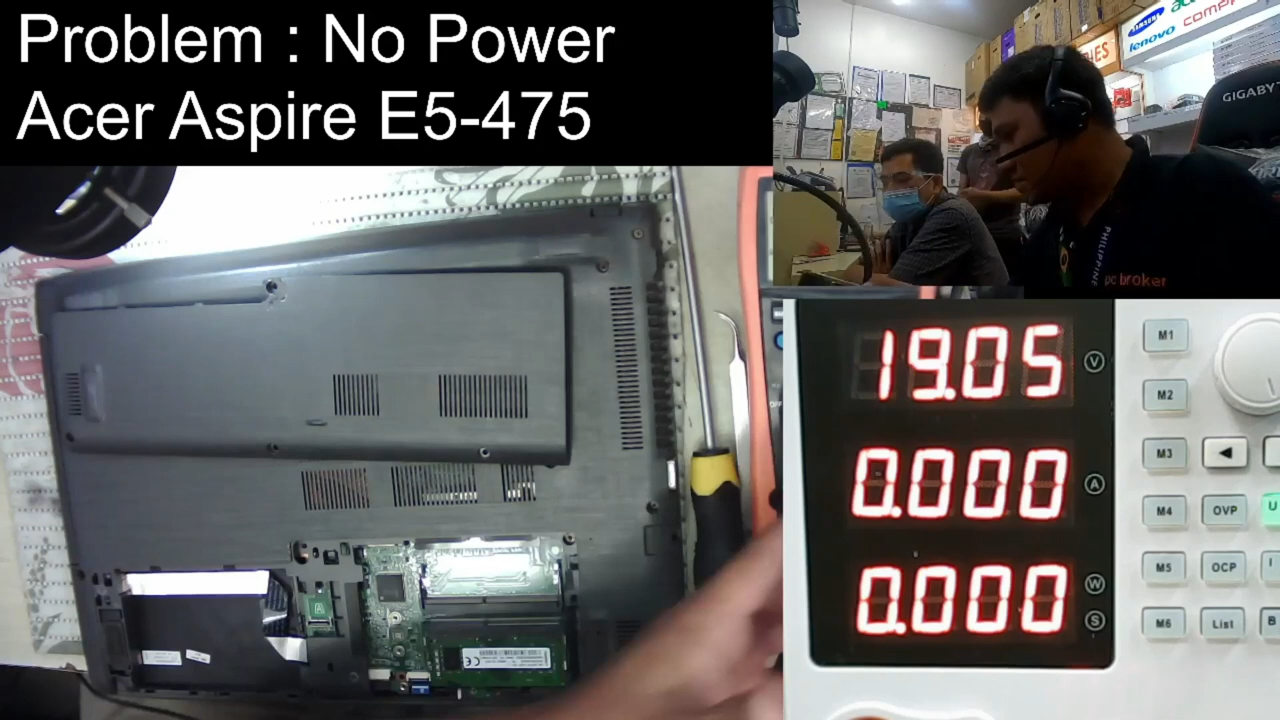 Problem : No Power
Acer Aspire E5-475
SAMSUNG
lenovo
GIGABY
PHILIPPINE
pc broker
19.05
V
0.000
A
0.000
W
S
M1
M2
M3
◀
M4
OVP
U
M5
OCP
I
M6
List
B